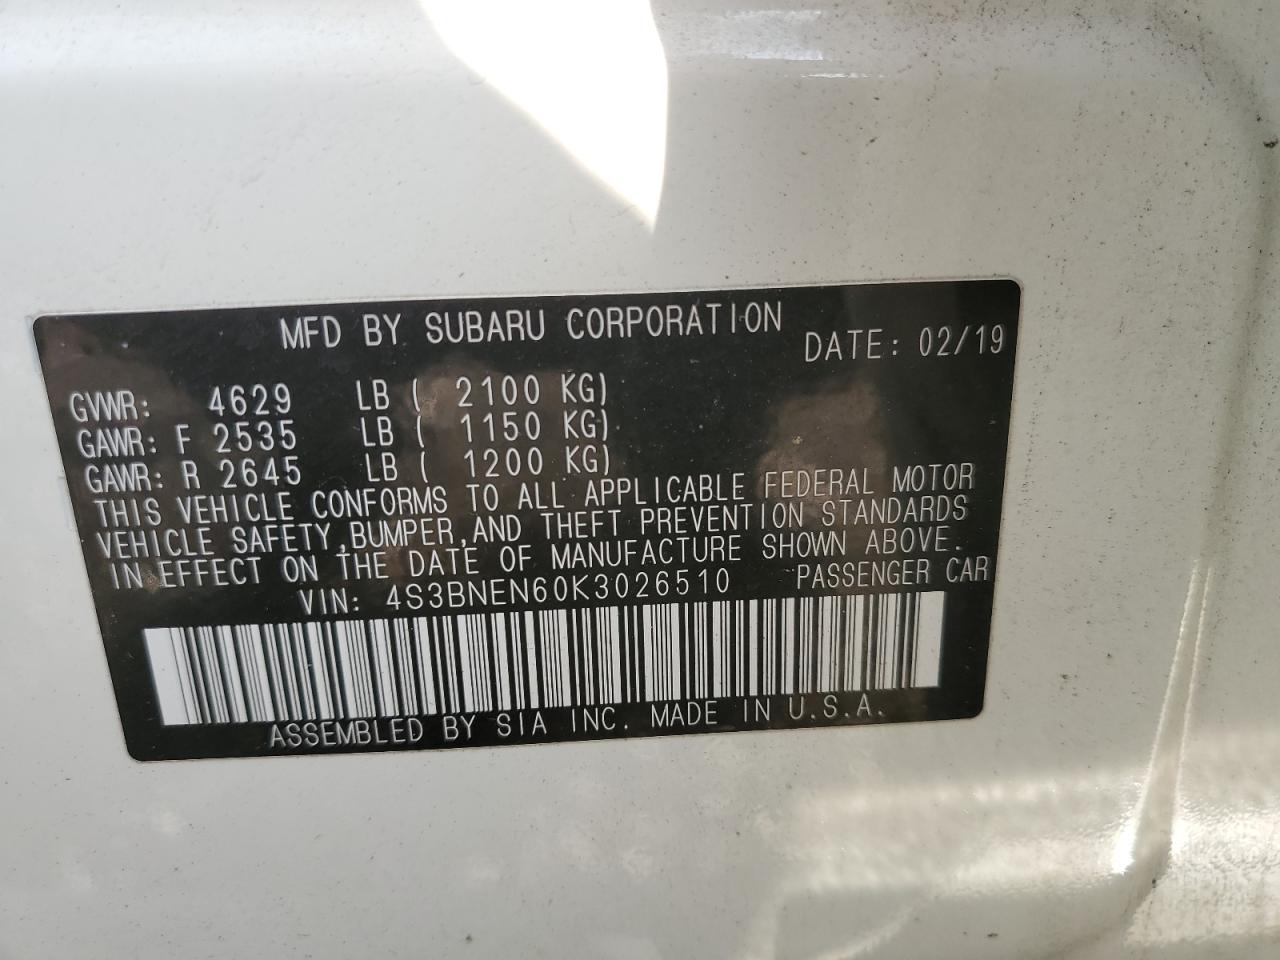 MFD BY SUBARU CORPORATION
DATE: 02/19
GVWR: 4629 LB ( 2100 KG)
GAWR: F 2535 LB ( 1150 KG)
GAWR: R 2645 LB ( 1200 KG)
THIS VEHICLE CONFORMS TO ALL APPLICABLE FEDERAL MOTOR
VEHICLE SAFETY,BUMPER,AND THEFT PREVENTION STANDARDS
IN EFFECT ON THE DATE OF MANUFACTURE SHOWN ABOVE.
VIN: 4S3BNEN60K3026510 PASSENGER CAR
ASSEMBLED BY SIA INC. MADE IN U.S.A.